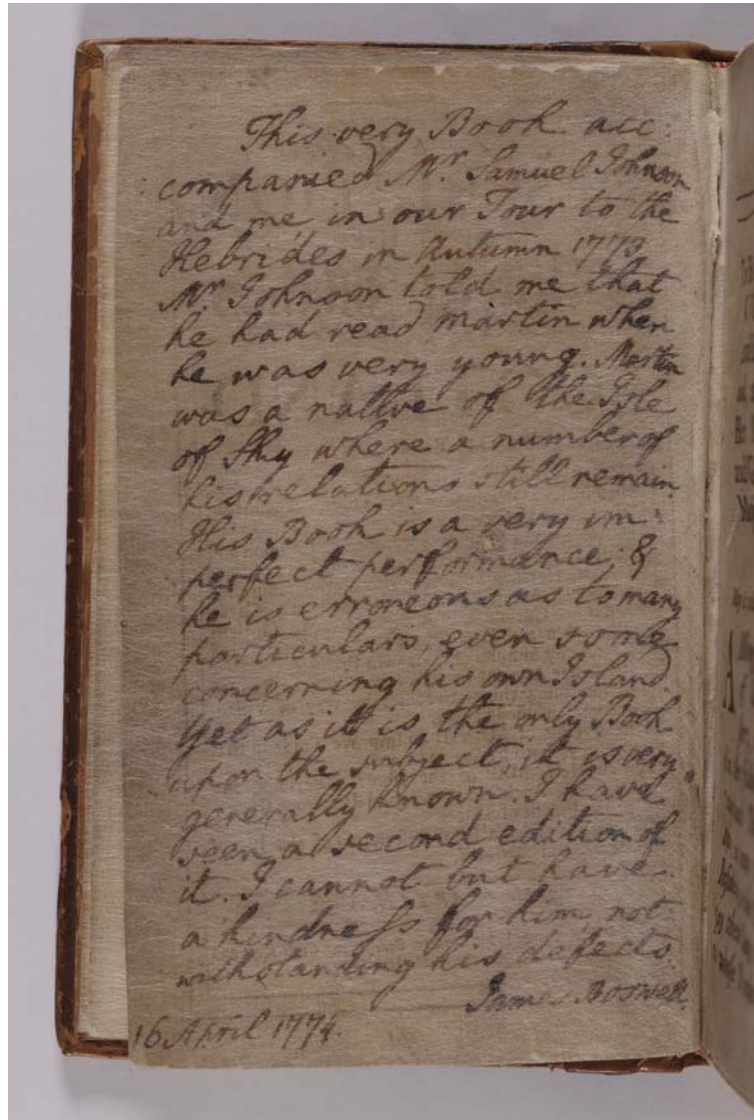 This very Book acc:
:companied Mr. Samuel Johnson
and me, in our Tour to the
Hebrides in Autumn 1773.
Mr. Johnson told me that
he had read Martin when
he was very young. Martin
was a native of the Isle
of Sky where a number of
his relations still remain.
His Book is a very im:
perfect performance; &
he is erroneous as to many
particulars, even some
concerning his own Island.
Yet as it is the only Book
upon the subject, it is very
generally known. I have
seen a second edition of
it. I cannot but have
a kindness for him, not:
withstanding his defects.
James Boswell.
16 April 1774.